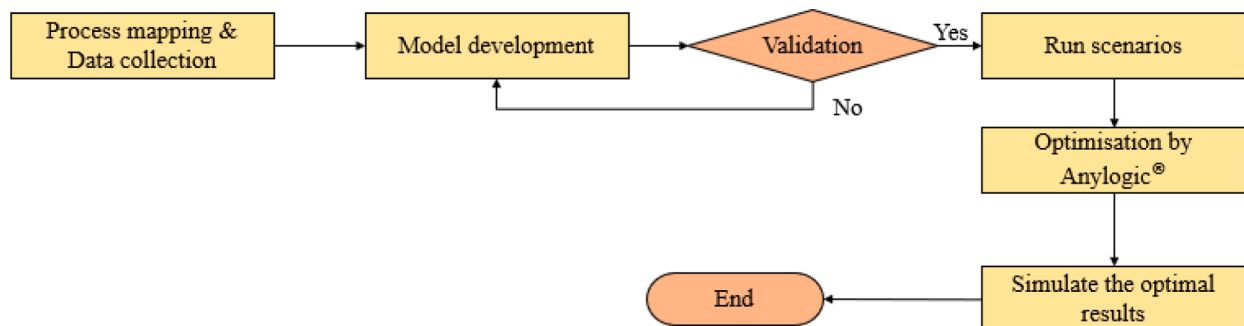 Process mapping &
Data collection
Model development
Validation
Yes
No
Run scenarios
Optimisation by
Anylogic®
Simulate the optimal
results
End